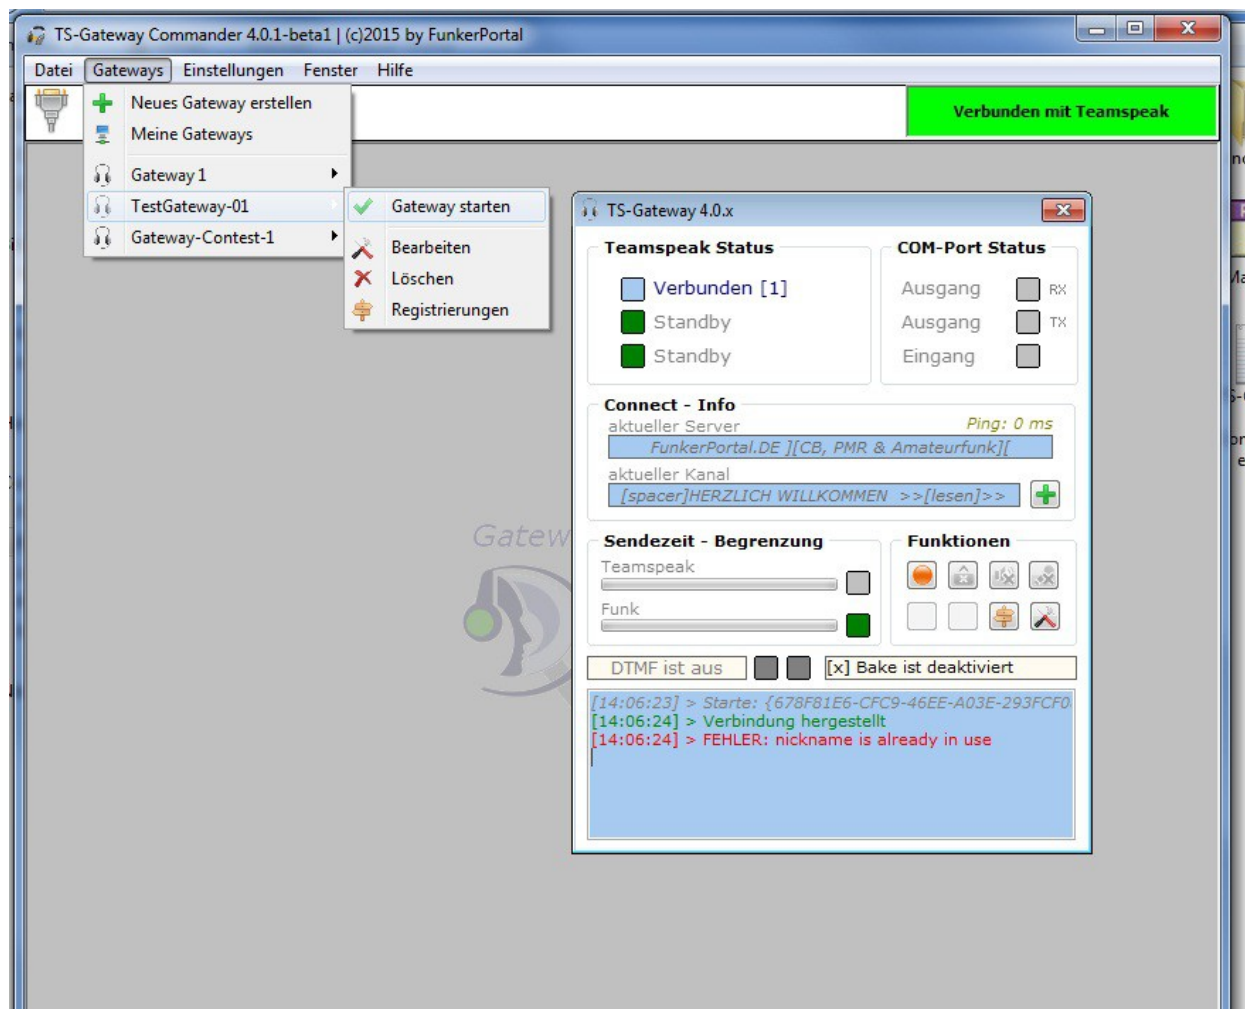 TS-Gateway Commander 4.0.1-beta1 | (c)2015 by FunkerPortal
Datei Gateways Einstellungen Fenster Hilfe
Neues Gateway erstellen
Meine Gateways
Verbunden mit Teamspeak
Gateway 1
TestGateway-01
Gateway-Contest-1
Gateway starten
Bearbeiten
Löschen
Registrierungen
TS-Gateway 4.0.x
Teamspeak Status
Verbunden [1]
Standby
Standby
COM-Port Status
Ausgang RX
Ausgang TX
Eingang
Connect - Info
aktueller Server Ping: 0 ms
FunkerPortal.DE ][CB, PMR & Amateurfunk][
aktueller Kanal
[spacer]HERZLICH WILLKOMMEN >>[lesen]>>
Gatew
Sendezeit - Begrenzung
Teamspeak
Funk
Funktionen
DTMF ist aus
[x] Bake ist deaktiviert
[14:06:23] > Starte: {678F81E6-CFC9-46EE-A03E-293FCF0
[14:06:24] > Verbindung hergestellt
[14:06:24] > FEHLER: nickname is already in use